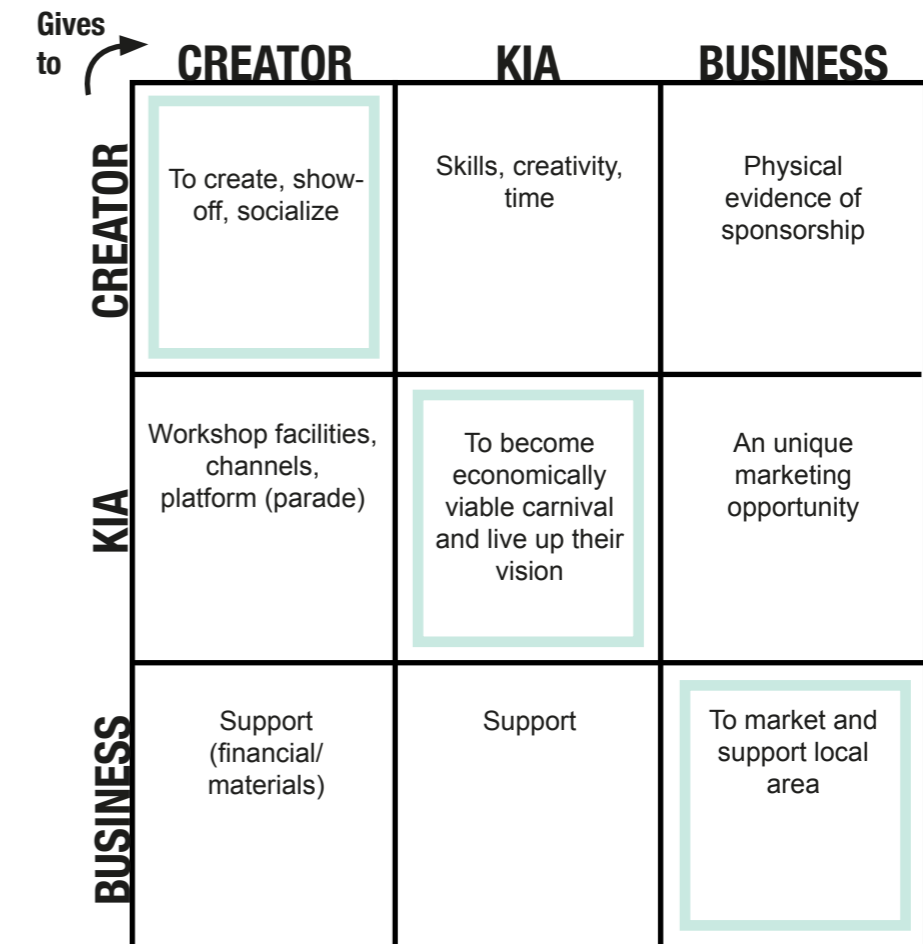 Gives
to
CREATOR
KIA
BUSINESS
CREATOR
To create, show-
off, socialize
Skills, creativity,
time
Physical
evidence of
sponsorship
KIA
Workshop facilities,
channels,
platform (parade)
To become
economically
viable carnival
and live up their
vision
An unique
marketing
opportunity
BUSINESS
Support
(financial/
materials)
Support
To market and
support local
area